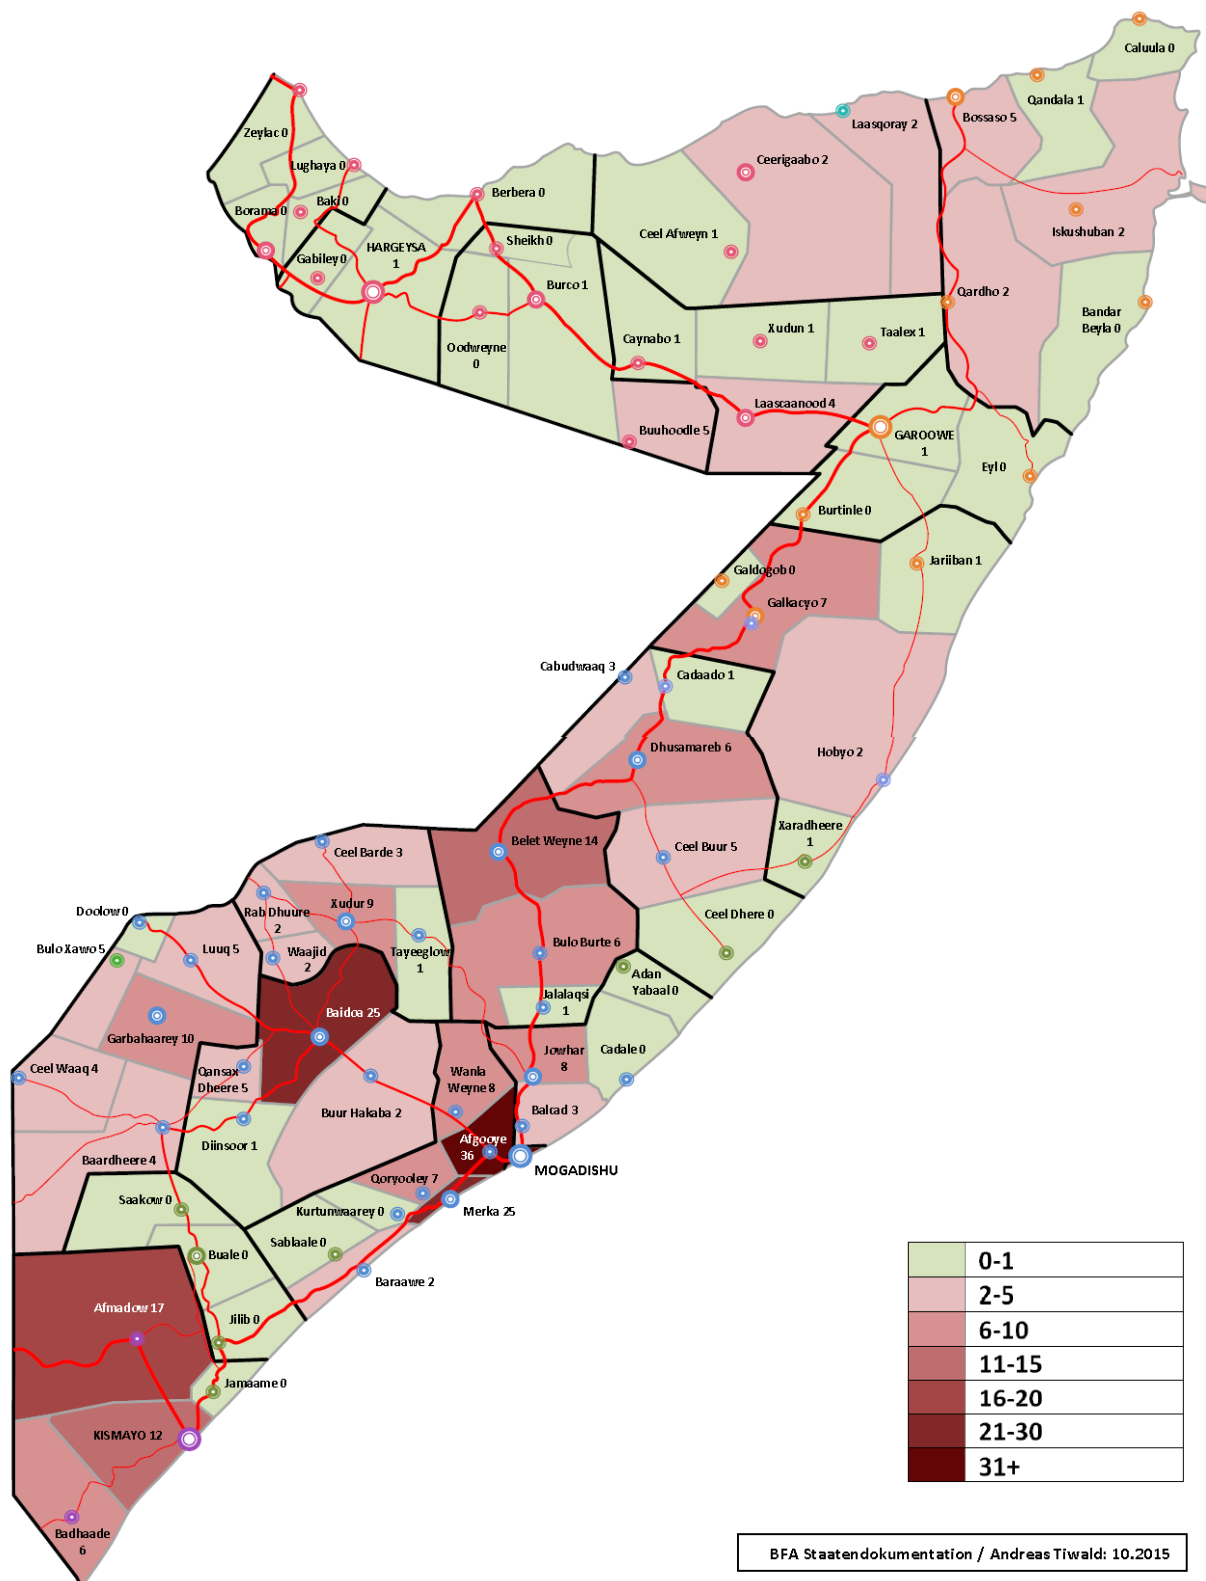 Caluula 0
Qandala 1
Bossaso 5
Laasqoray 2
Zeylac 0
Lughaya 0
Ceerigaabo 2
Baki 0
Berbera 0
Borama 0
Iskushuban 2
Ceel Afweyn 1
Sheikh 0
HARGEYSA
1
Gabiley 0
Burco 1
Qardho 2
Bandar
Beyla 0
Xudun 1
Taalex 1
Caynabo 1
Oodweyne
0
Laascaanood 4
Buuhoodle 5
GAROOWE
1
Eyl 0
Burtinle 0
Jariiban 1
Galdogob 0
Galkacyo 7
Cabudwaaq 3
Cadaado 1
Dhusamareb 6
Hobyo 2
Xaradheere
1
Belet Weyne 14
Ceel Buur 5
Ceel Barde 3
Xudur 9
Doolow 0
Rab Dhuure
2
Ceel Dhere 0
Bulo Xawo 5
Luuq 5
Waajid
2
Tayeeglow
1
Bulo Burte 6
Adan
Yabaal 0
Jalalaqsi
1
Baidoa 25
Garbahaarey 10
Cadale 0
Jowhar
8
Ceel Waaq 4
Qansax
Dheere 5
Wanla
Weyne 8
Buur Hakaba 2
Balcad 3
Diinsoor 1
Afgooye
36
Baardheere 4
MOGADISHU
Qoryooley 7
Saakow 0
Kurtunwaarey 0
Merka 25
Buale 0
Sablaale 0
Baraawe 2
Afmadow 17
Jilib 0
Jamaame 0
KISMAYO 12
Badhaade
6
0-1
2-5
6-10
11-15
16-20
21-30
31+
BFA Staatendokumentation / Andreas Tiwald: 10.2015